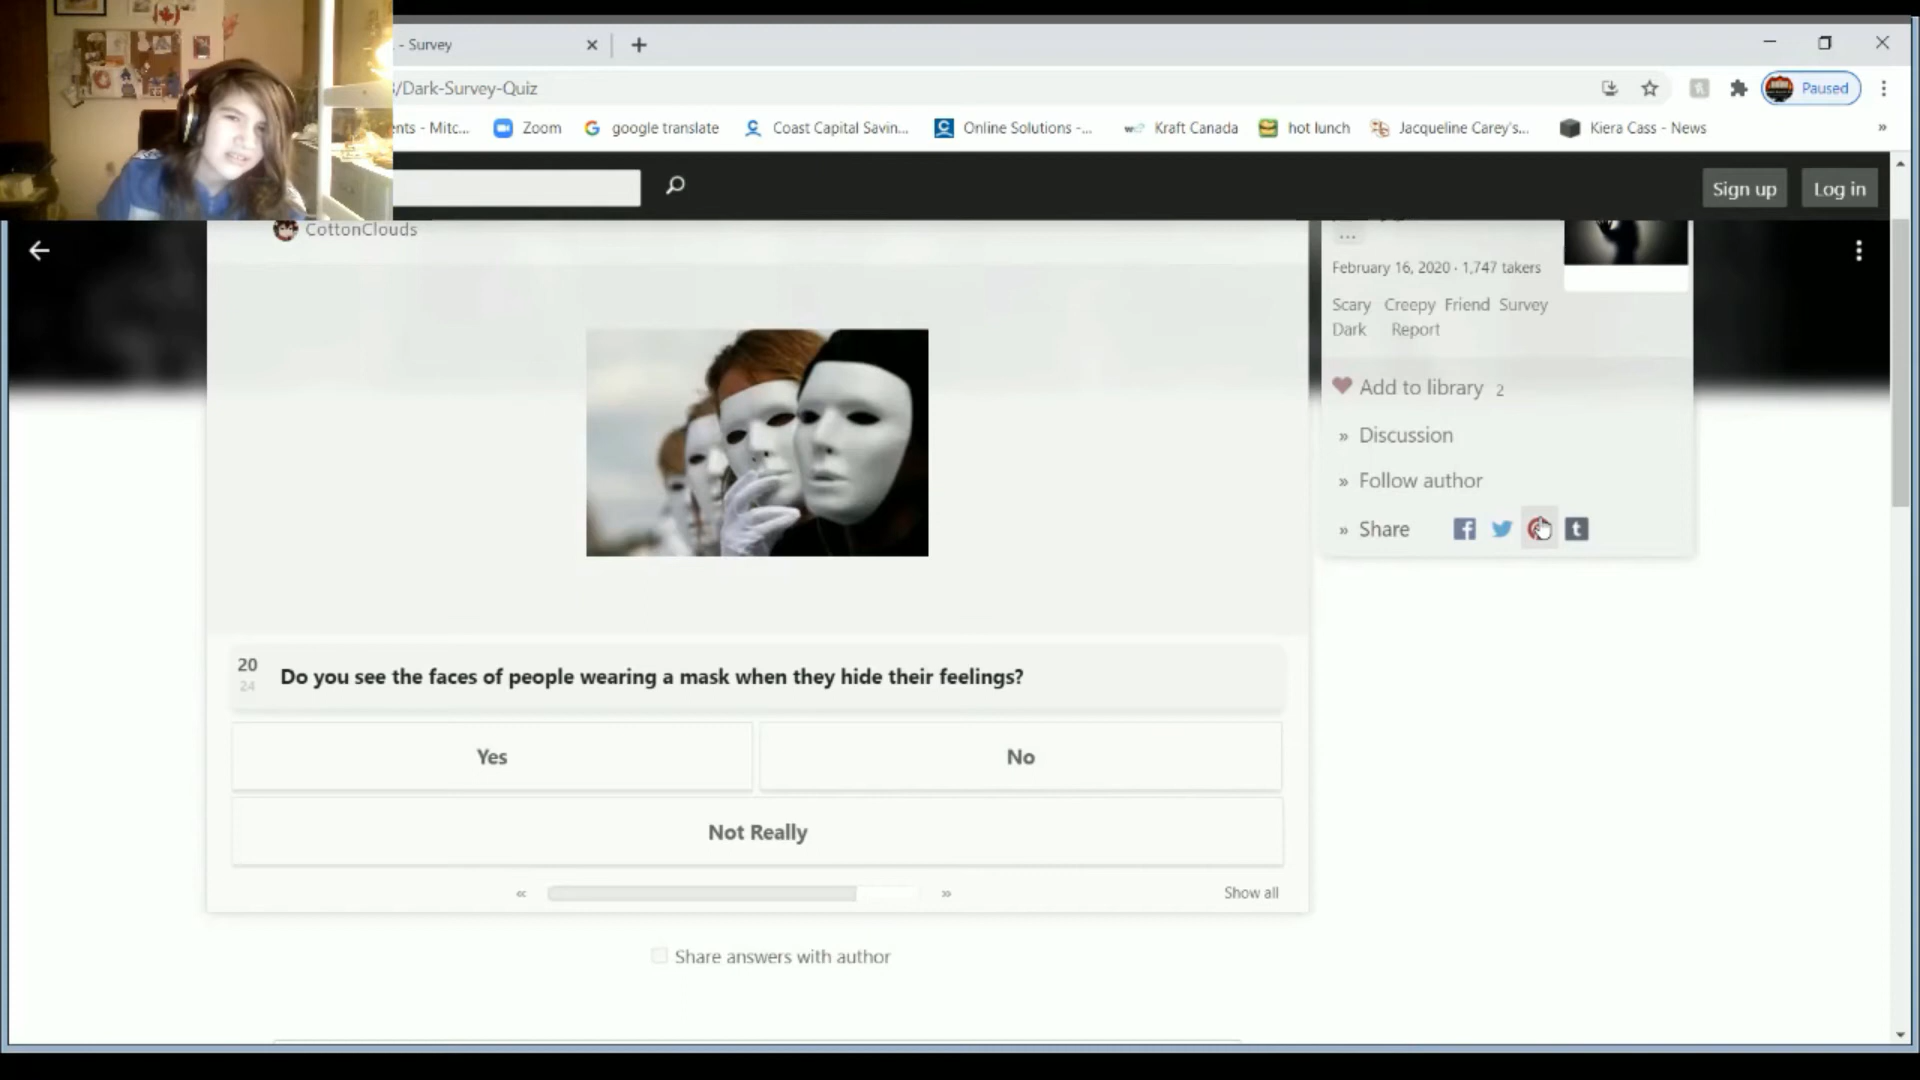 - Survey
/Dark-Survey-Quiz
Paused
ents - Mitc...
Zoom
google translate
Coast Capital Savin...
Online Solutions -...
Kraft Canada
hot lunch
Jacqueline Carey's...
Kiera Cass - News
»
Sign up
Log in
CottonClouds
...
February 16, 2020 · 1,747 takers
Scary Creepy Friend Survey
Dark Report
Add to library 2
» Discussion
» Follow author
» Share
20
24
Do you see the faces of people wearing a mask when they hide their feelings?
Yes
No
Not Really
«
»
Show all
Share answers with author